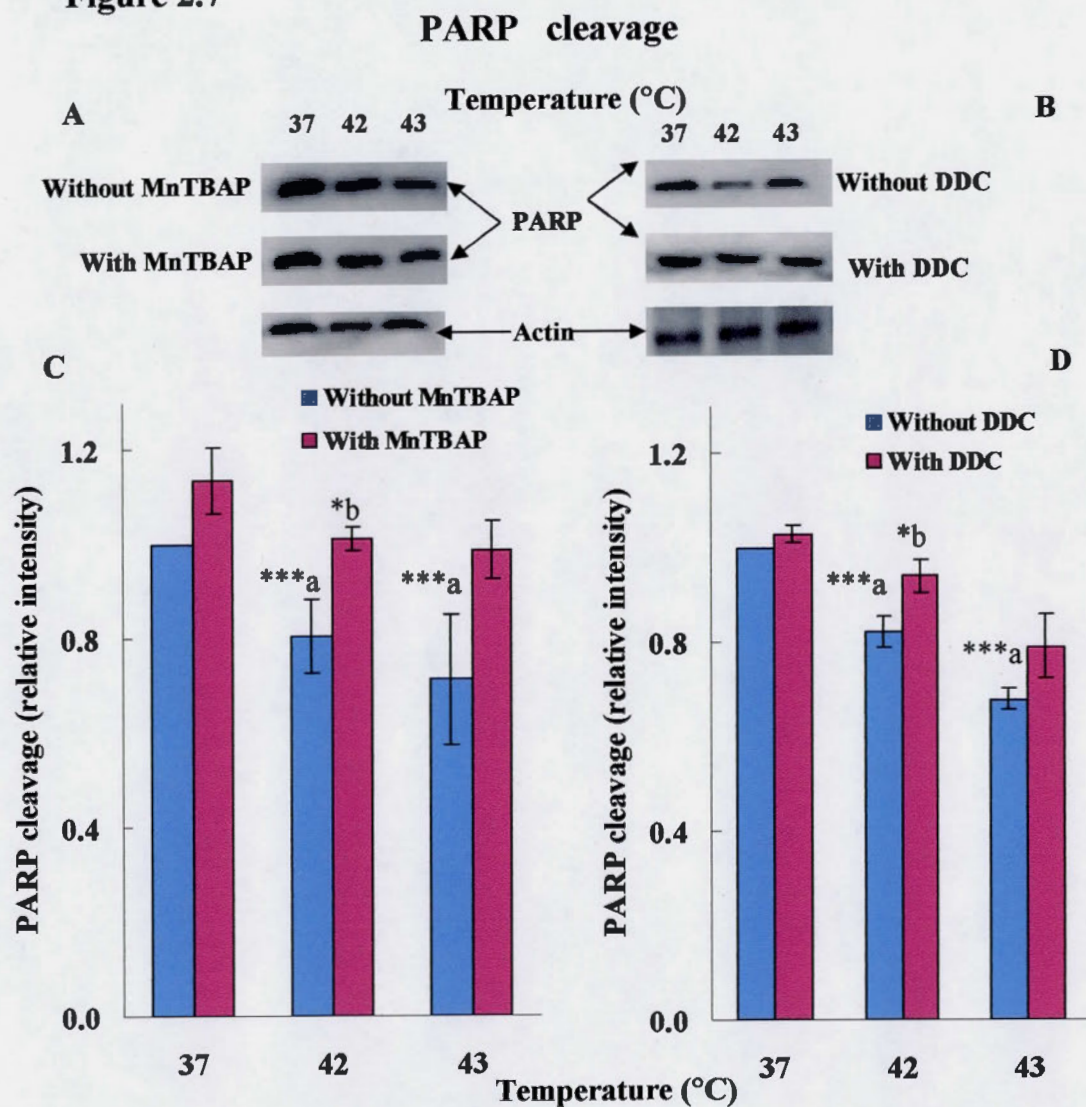 Figure 2.7
PARP cleavage
Temperature (°C)
A
B
37 42 43
37 42 43
Without MnTBAP
Without DDC
PARP
With MnTBAP
With DDC
Actin
C
D
Without MnTBAP
With MnTBAP
Without DDC
With DDC
PARP cleavage (relative intensity)
1.2
0.8
0.4
0.0
***a
*b
***a
37 42 43
PARP cleavage (relative intensity)
1.2
0.8
0.4
0.0
***a
*b
***a
37 42 43
Temperature (°C)